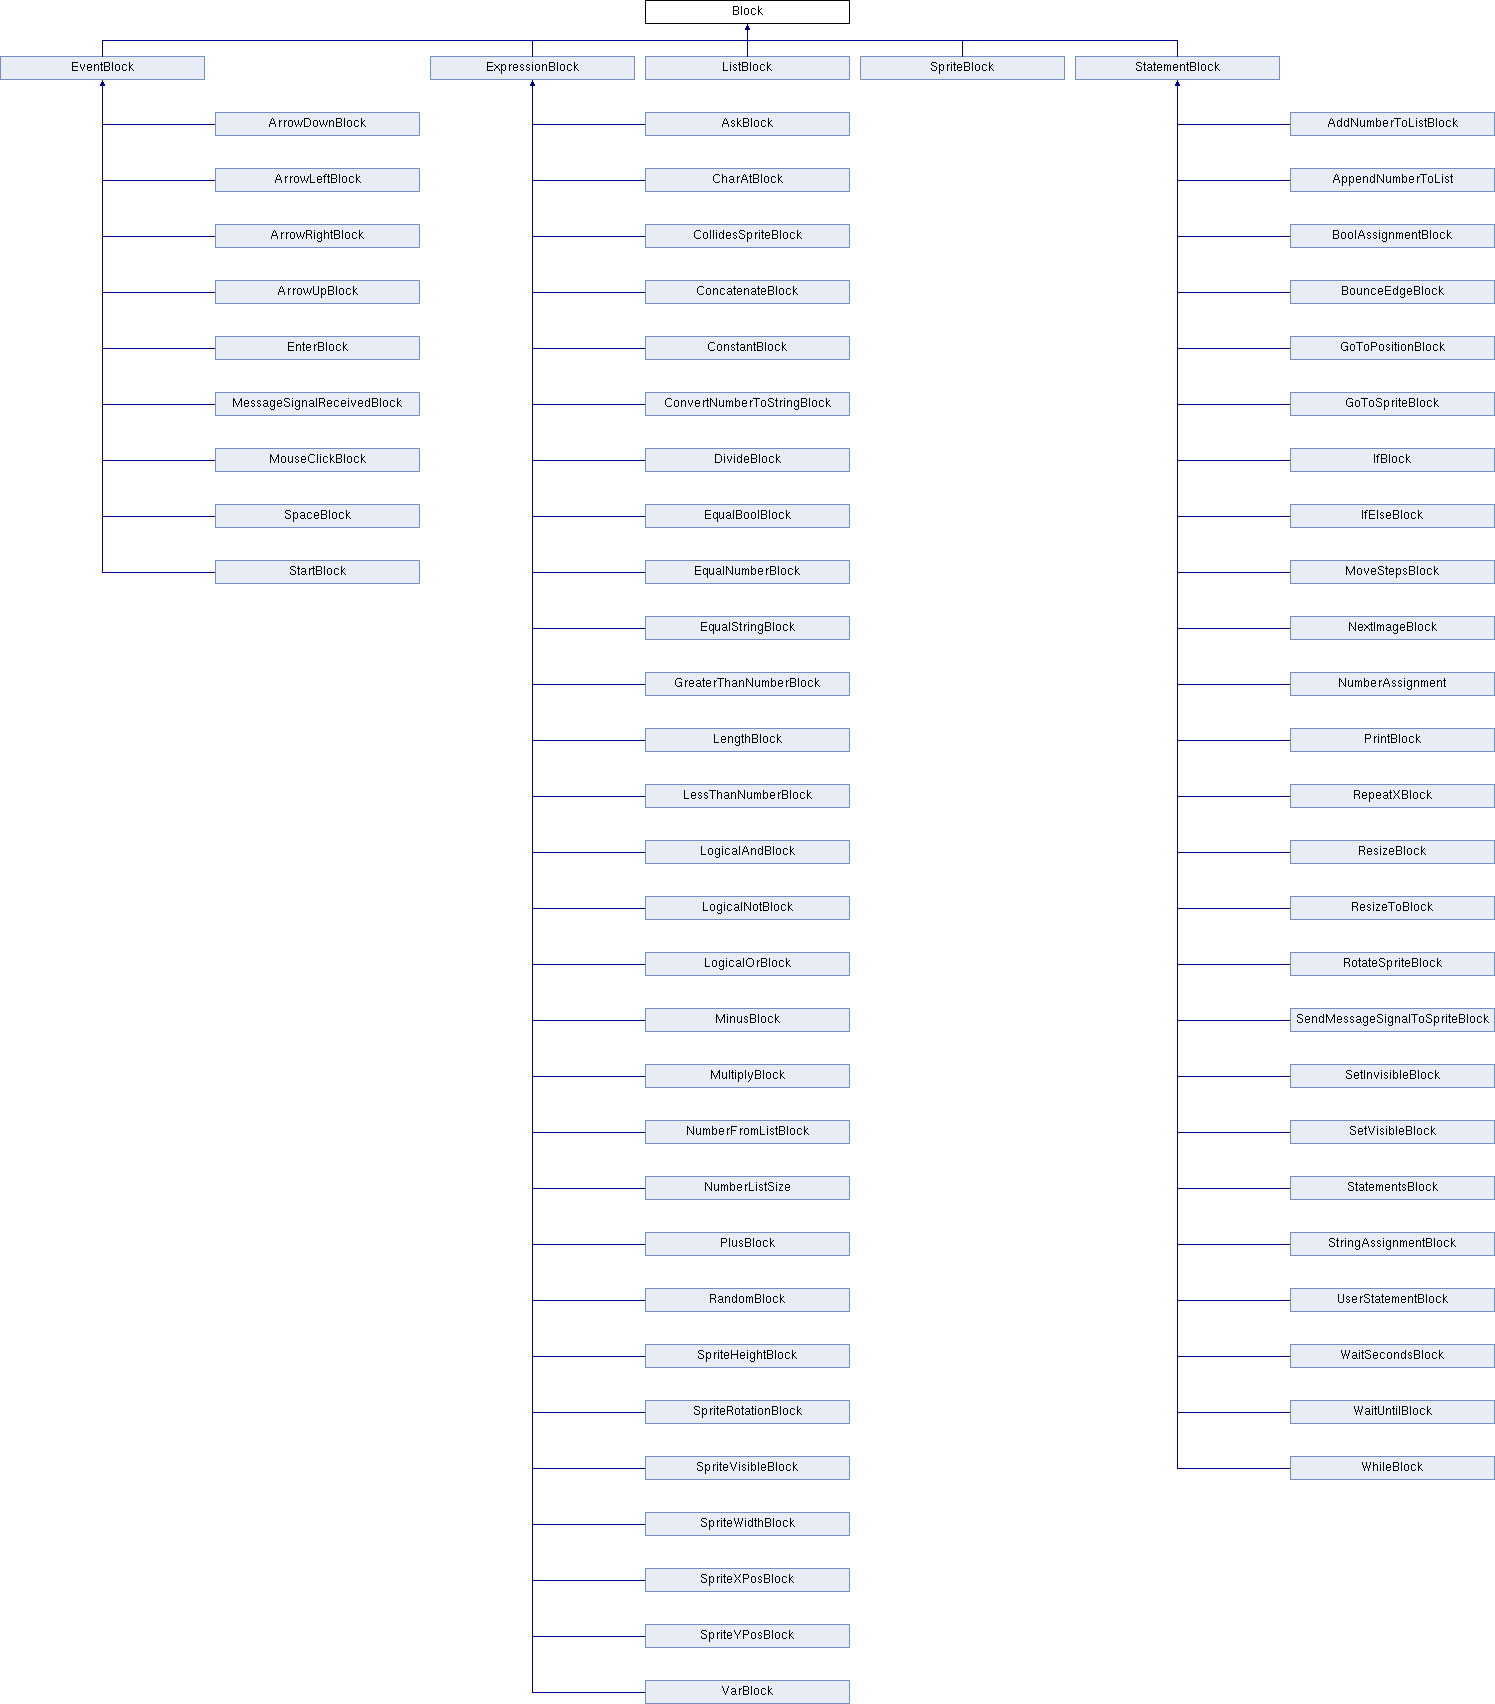 Block
EventBlock
ExpressionBlock
ListBlock
SpriteBlock
StatementBlock
ArrowDownBlock
AskBlock
AddNumberToListBlock
ArrowLeftBlock
CharAtBlock
AppendNumberToList
ArrowRightBlock
CollidesSpriteBlock
BoolAssignmentBlock
ArrowUpBlock
ConcatenateBlock
BounceEdgeBlock
EnterBlock
ConstantBlock
GoToPositionBlock
MessageSignalReceivedBlock
ConvertNumberToStringBlock
GoToSpriteBlock
MouseClickBlock
DivideBlock
IfBlock
SpaceBlock
EqualBoolBlock
IfElseBlock
StartBlock
EqualNumberBlock
MoveStepsBlock
EqualStringBlock
NextImageBlock
GreaterThanNumberBlock
NumberAssignment
LengthBlock
PrintBlock
LessThanNumberBlock
RepeatXBlock
LogicalAndBlock
ResizeBlock
LogicalNotBlock
ResizeToBlock
LogicalOrBlock
RotateSpriteBlock
MinusBlock
SendMessageSignalToSpriteBlock
MultiplyBlock
SetInvisibleBlock
NumberFromListBlock
SetVisibleBlock
NumberListSize
StatementsBlock
PlusBlock
StringAssignmentBlock
RandomBlock
UserStatementBlock
SpriteHeightBlock
WaitSecondsBlock
SpriteRotationBlock
WaitUntilBlock
SpriteVisibleBlock
WhileBlock
SpriteWidthBlock
SpriteXPosBlock
SpriteYPosBlock
VarBlock